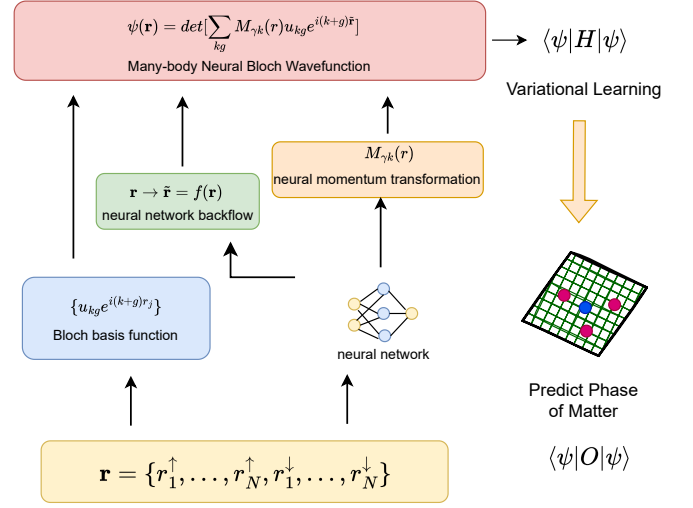 ψ(𝐫) = det[∑_{kg} M_{γk}(r)u_{kg}e^{i(k+g)𝐫̃}]
Many-body Neural Bloch Wavefunction
⟨ψ|H|ψ⟩
Variational Learning
M_{γk}(r)
neural momentum transformation
𝐫 → 𝐫̃ = f(𝐫)
neural network backflow
{u_{kg}e^{i(k+g)r_j}}
Bloch basis function
neural network
Predict Phase
of Matter
⟨ψ|O|ψ⟩
𝐫 = {r_1^↑, ..., r_N^↑, r_1^↓, ..., r_N^↓}